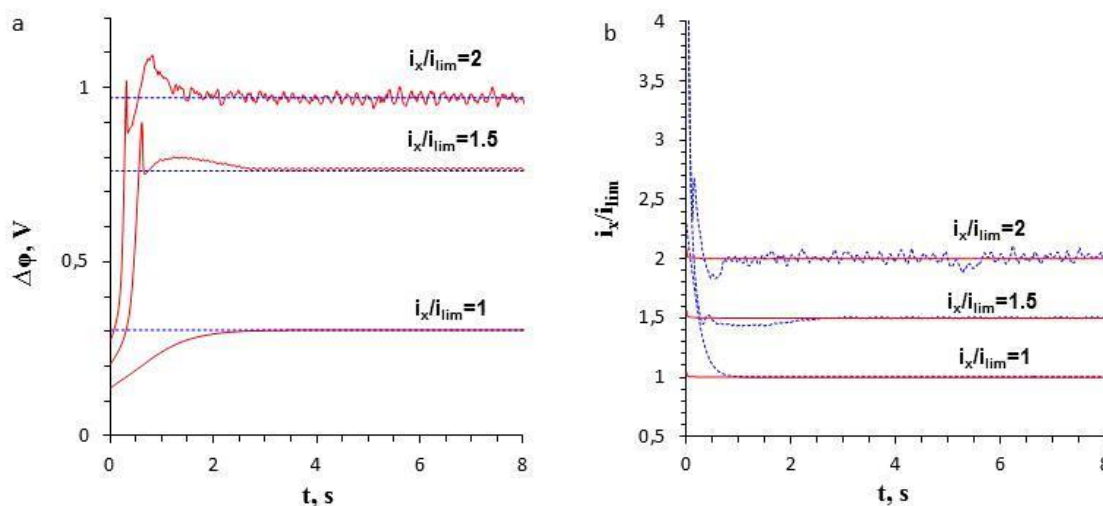 a
i_x/i_lim=2
1
i_x/i_lim=1.5
Δφ, V
0,5
i_x/i_lim=1
0
0 2 4 6 8
t, s
b
4
3,5
3
2,5
i_x/i_lim
i_x/i_lim=2
2
i_x/i_lim=1.5
1,5
i_x/i_lim=1
1
0,5
0 2 4 6 8
t, s